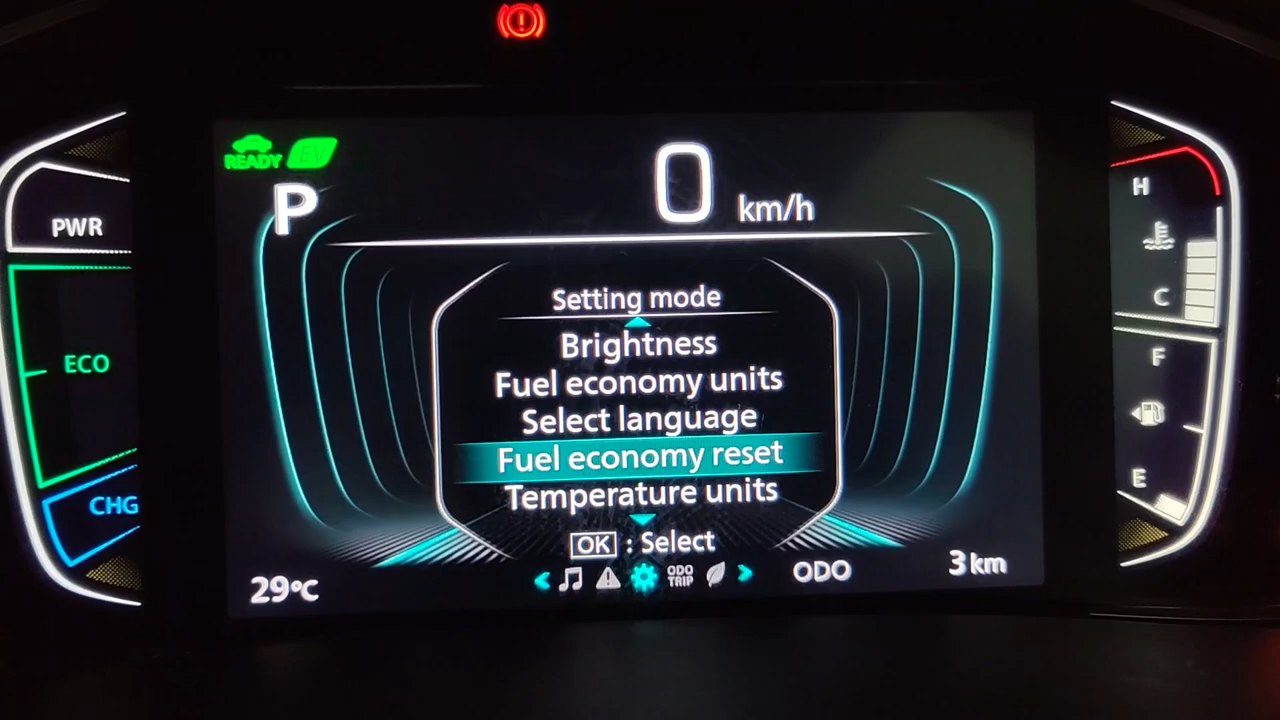 READY EV
P
0 km/h
PWR
ECO
CHG
H
C
F
E
Setting mode
Brightness
Fuel economy units
Select language
Fuel economy reset
Temperature units
OK : Select
ODO
TRIP
29°C
ODO 3 km